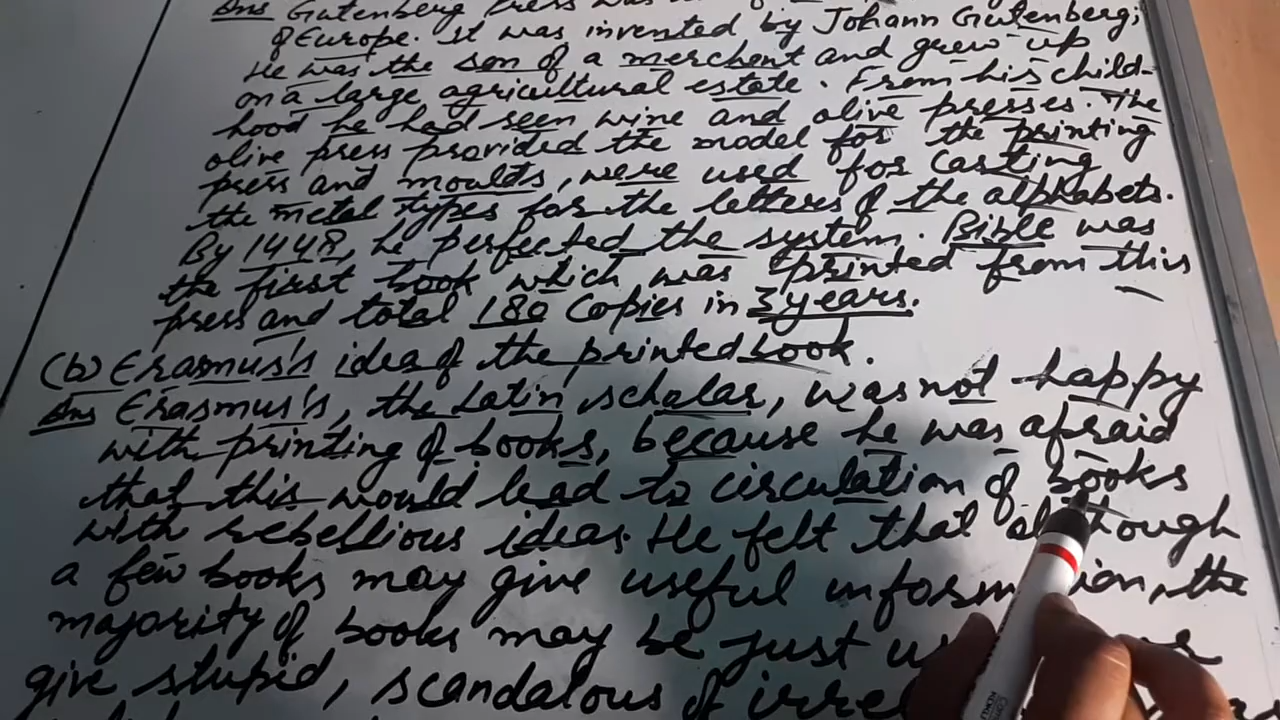 Ans Gutenberg Press was
of Europe. It was invented by Johann Gutenberg;
He was the son of a merchent and grew up
on a large agricultural estate. From his child-
hood he had seen wine and olive presses. The
olive press provided the model for the printing
press and moulds, were used for casting
the metal types for the letters of the alphabets.
By 1448, he perfected the system. Bible was
the first book which was printed from this
press and total 180 Copies in 3 years.
(b) Erasmus's idea of the printed book.
Ans Erasmus's, the Latin scholar, was not happy
with printing of books, because he was afraid
that this would lead to circulation of books
with rebellious ideas. He felt that although
a few books may give useful information, the
majority of books may be just
give stupid, scandalous of